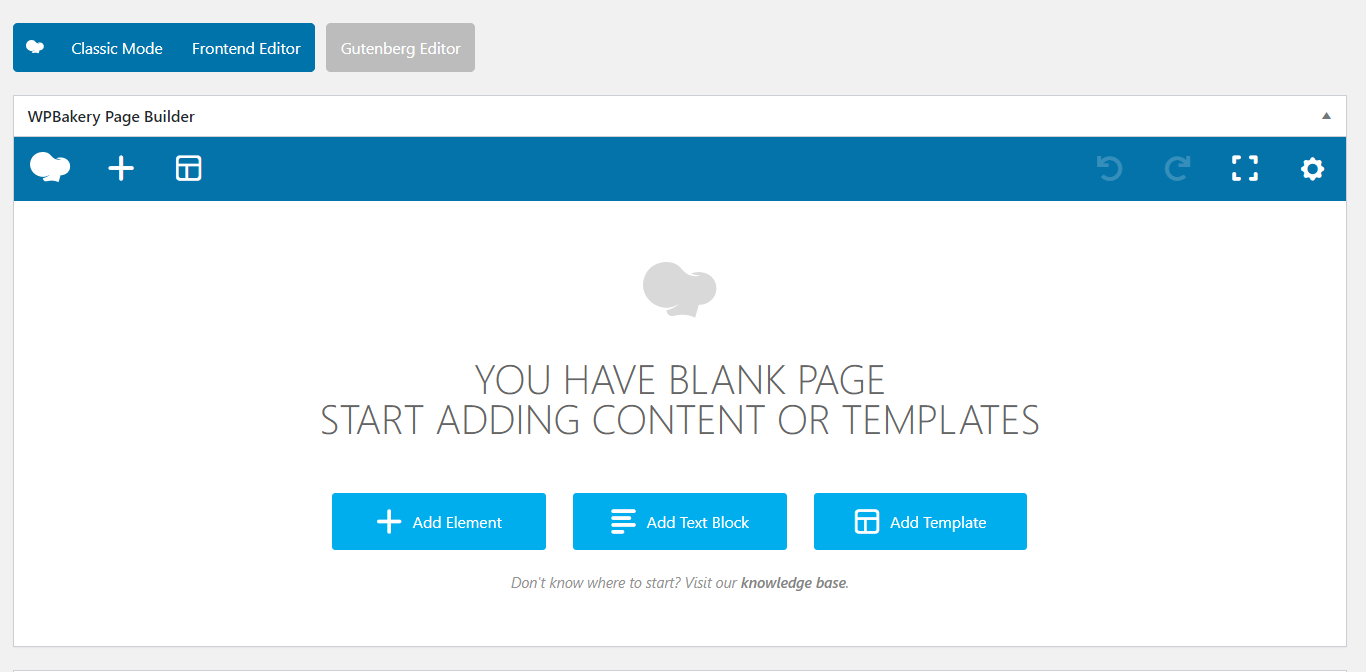 Classic Mode Frontend Editor Gutenberg Editor
WPBakery Page Builder
YOU HAVE BLANK PAGE
START ADDING CONTENT OR TEMPLATES
Add Element Add Text Block Add Template
Don't know where to start? Visit our knowledge base.